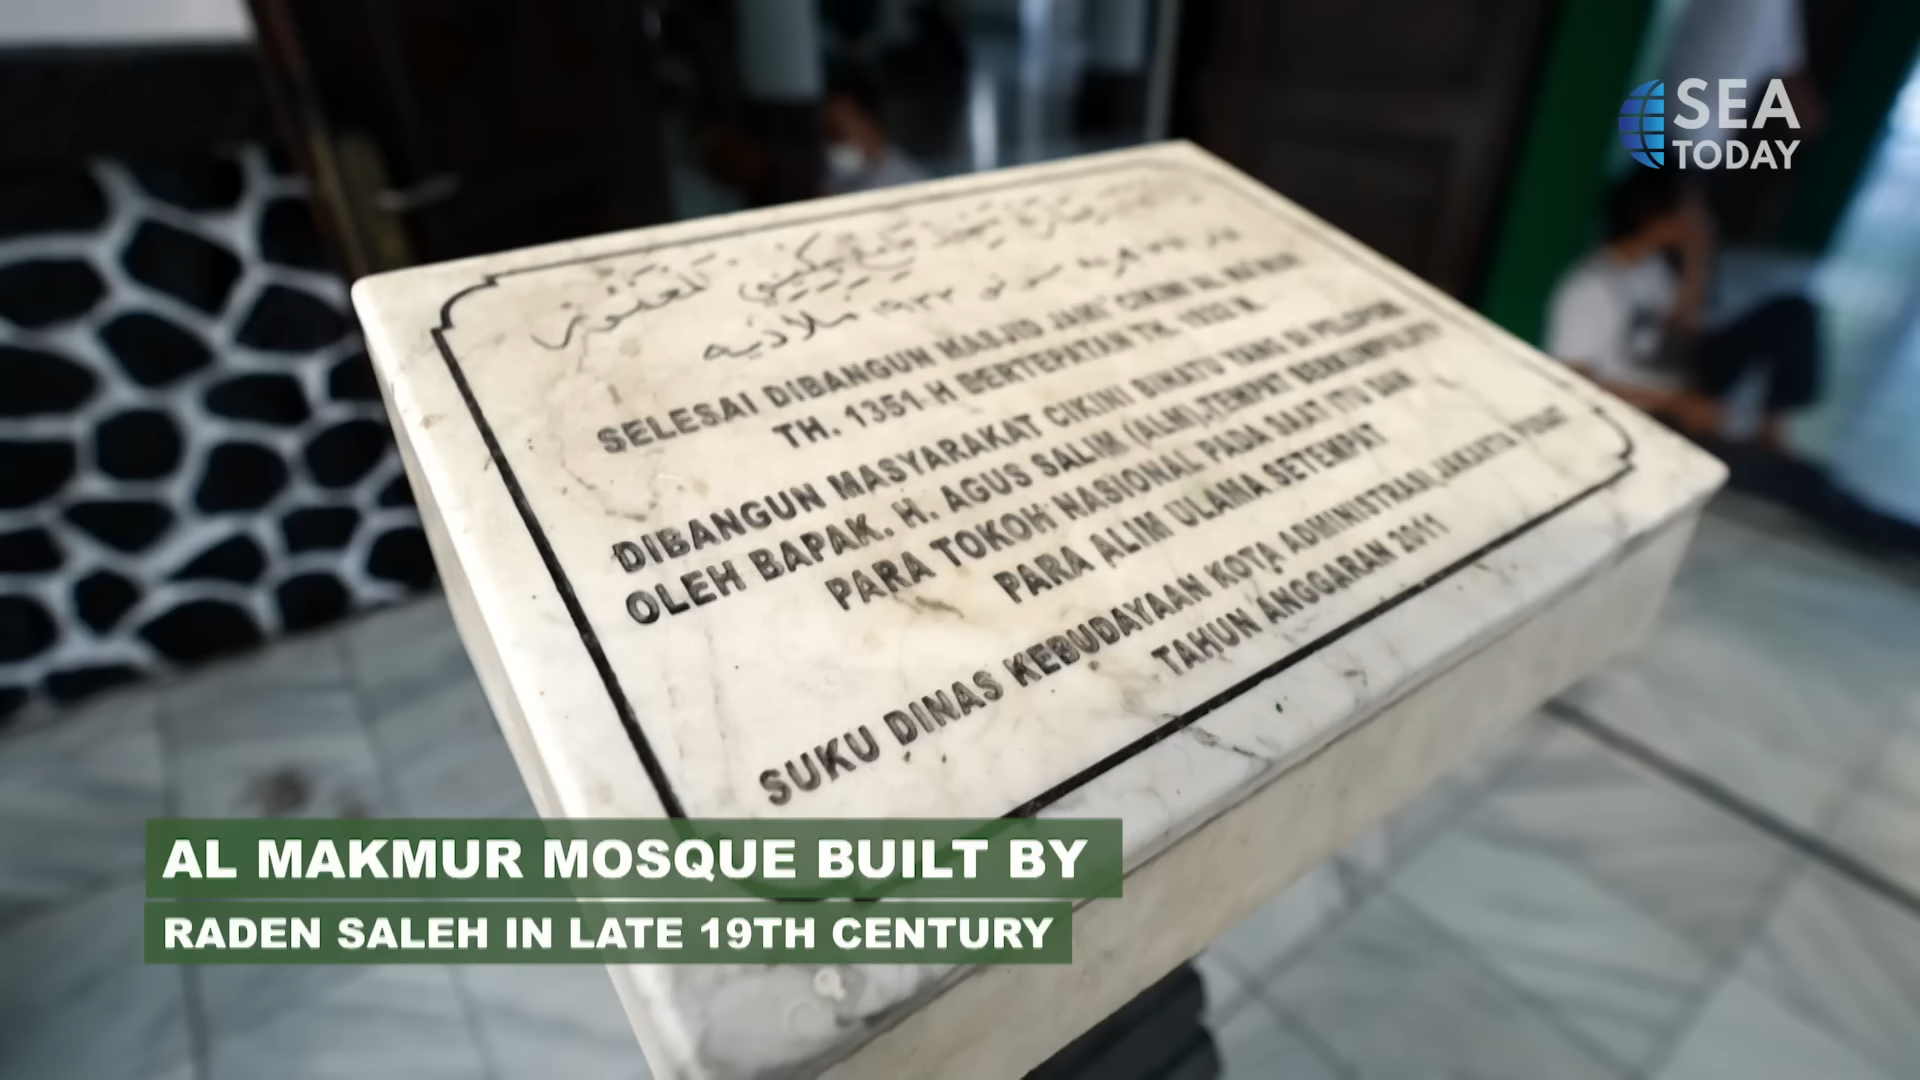 SEA
TODAY
SELESAI DIBANGUN MASJID JAMI' CIKINI AL MA'MUR
TH. 1351 H BERTEPATAN TH. 1932 M.
DIBANGUN MASYARAKAT CIKINI BINATU YANG DI PELOPORI
OLEH BAPAK. H. AGUS SALIM (ALM),TEMPAT BERKUMPULNYA
PARA TOKOH NASIONAL PADA SAAT ITU DAN
PARA ALIM ULAMA SETEMPAT
SUKU DINAS KEBUDAYAAN KOTA ADMINISTRASI JAKARTA PUSAT
TAHUN ANGGARAN 2011
AL MAKMUR MOSQUE BUILT BY
RADEN SALEH IN LATE 19TH CENTURY